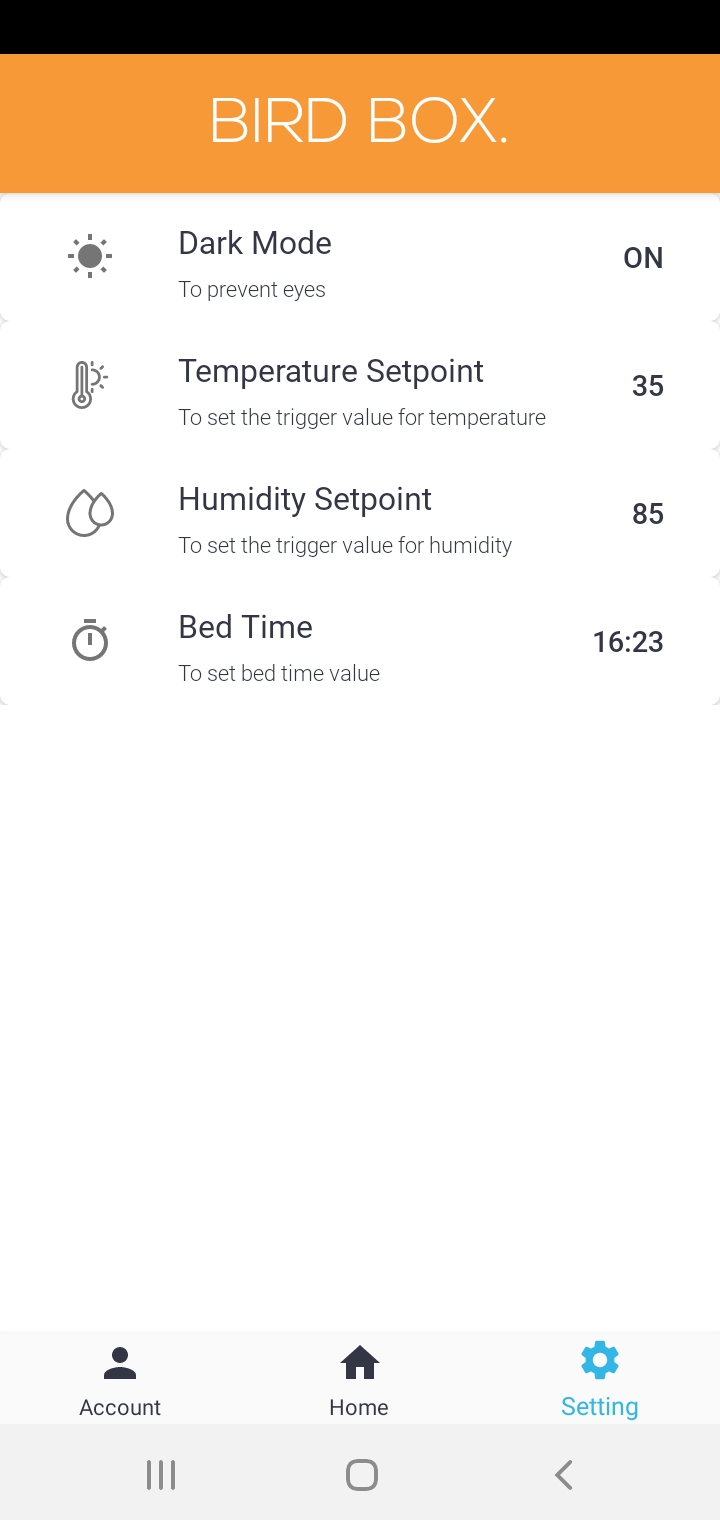 BIRD BOX.
Dark Mode
To prevent eyes
ON
Temperature Setpoint
To set the trigger value for temperature
35
Humidity Setpoint
To set the trigger value for humidity
85
Bed Time
To set bed time value
16:23
Account
Home
Setting